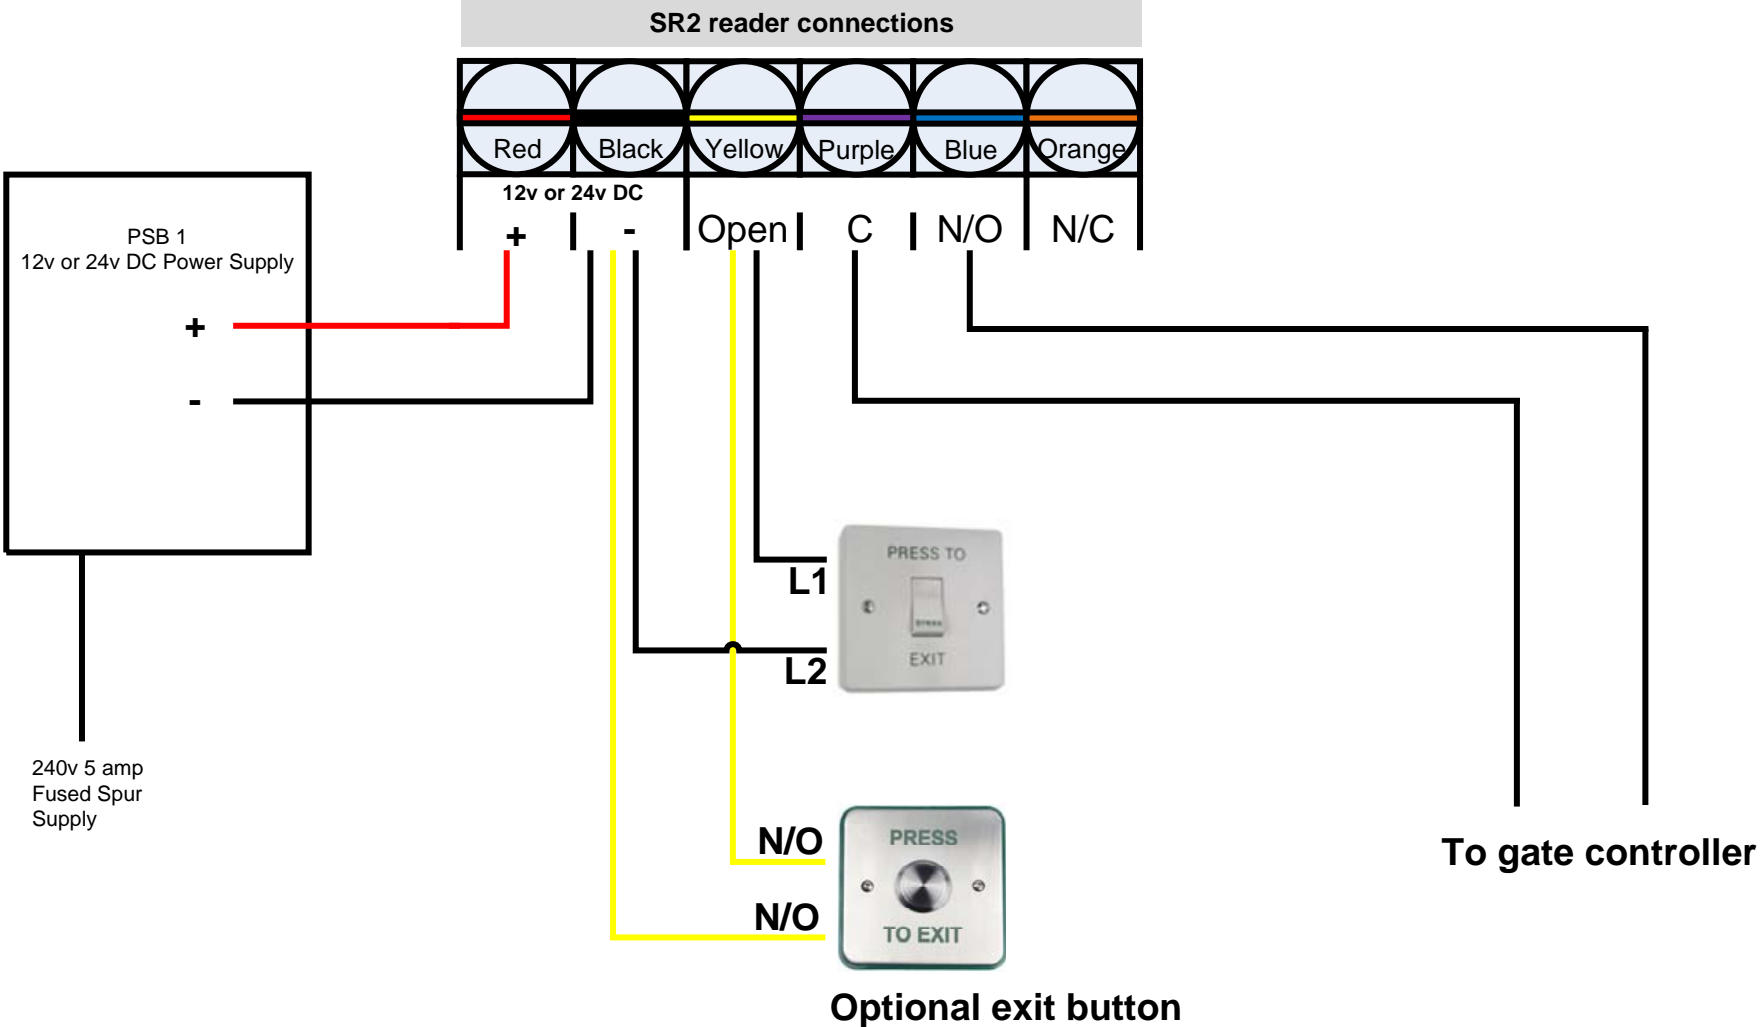 SR2 reader connections
Red Black Yellow Purple Blue Orange
12v or 24v DC
+ - Open C N/O N/C
PSB 1
12v or 24v DC Power Supply
+
-
PRESS TO
L1
PRESS
L2
EXIT
240v 5 amp
Fused Spur
Supply
N/O
PRESS
N/O
TO EXIT
To gate controller
Optional exit button